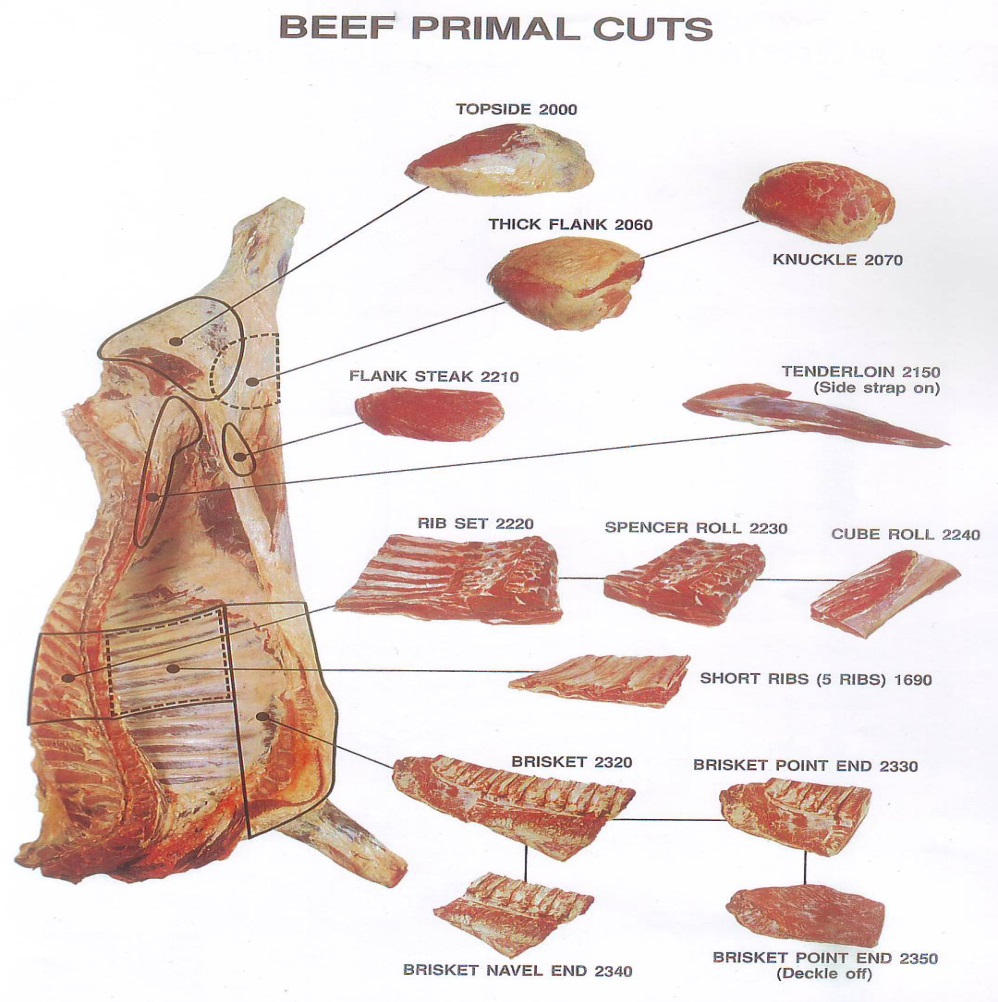 BEEF PRIMAL CUTS
TOPSIDE 2000
THICK FLANK 2060
KNUCKLE 2070
FLANK STEAK 2210
TENDERLOIN 2150
(Side strap on)
RIB SET 2220
SPENCER ROLL 2230
CUBE ROLL 2240
SHORT RIBS (5 RIBS) 1690
BRISKET 2320
BRISKET POINT END 2330
BRISKET NAVEL END 2340
BRISKET POINT END 2350
(Deckle off)